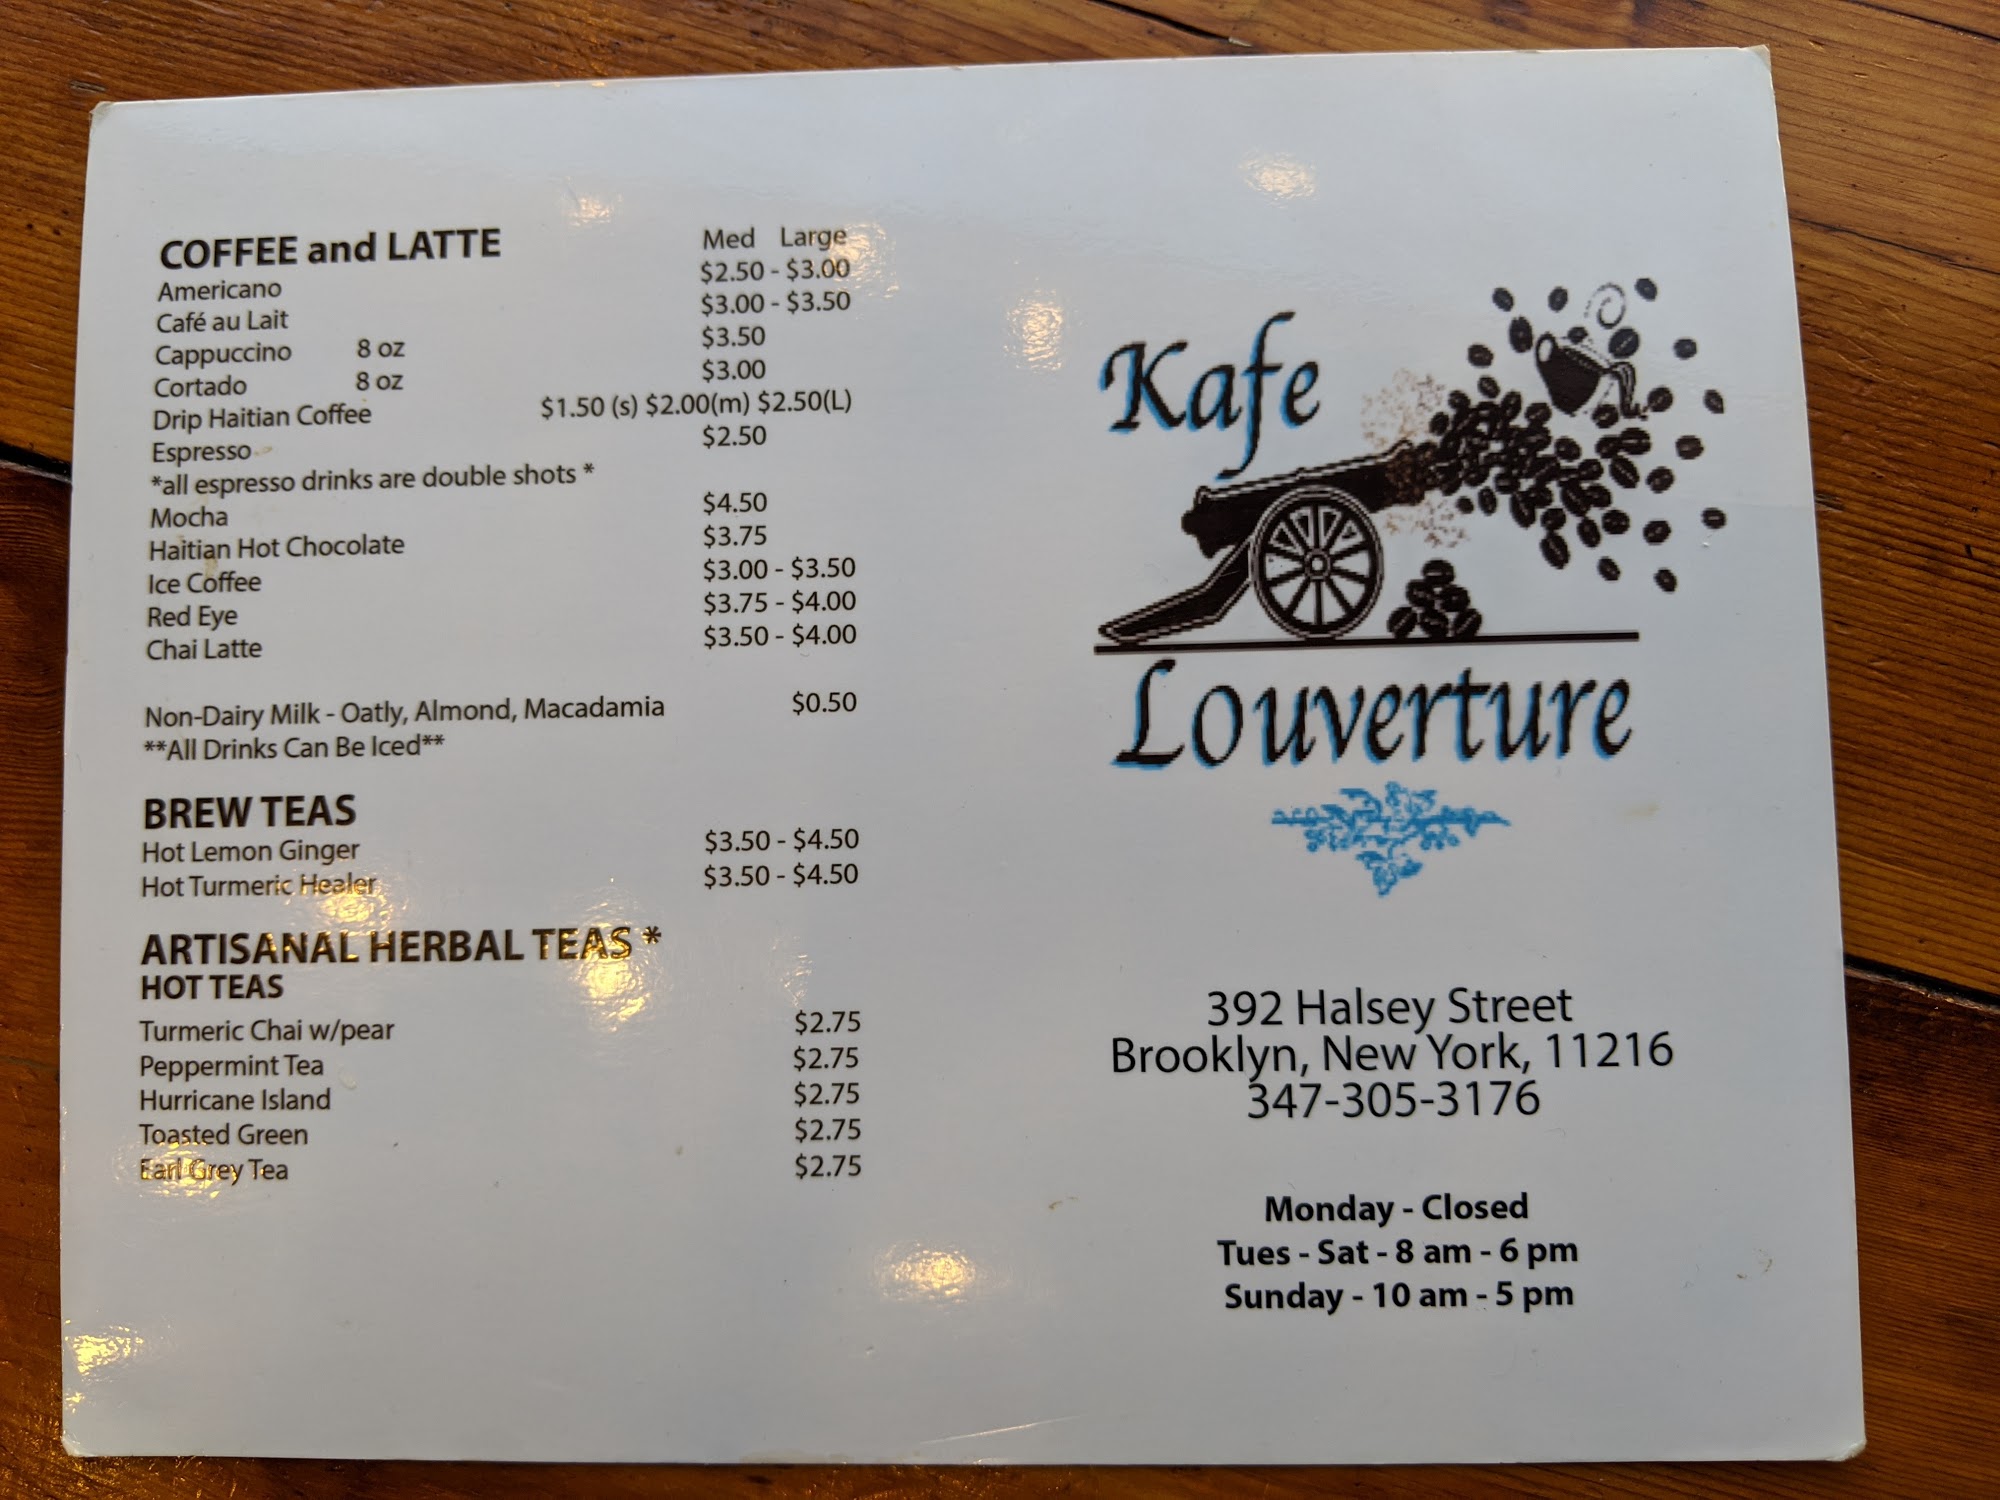 COFFEE and LATTE Med Large
Americano $2.50 - $3.00
Café au Lait $3.00 - $3.50
Cappuccino 8 oz $3.50
Cortado 8 oz $3.00
Drip Haitian Coffee $1.50 (s) $2.00(m) $2.50(L)
Espresso $2.50
*all espresso drinks are double shots *
Mocha $4.50
Haitian Hot Chocolate $3.75
Ice Coffee $3.00 - $3.50
Red Eye $3.75 - $4.00
Chai Latte $3.50 - $4.00
Non-Dairy Milk - Oatly, Almond, Macadamia $0.50
**All Drinks Can Be Iced**
BREW TEAS
Hot Lemon Ginger $3.50 - $4.50
Hot Turmeric Healer $3.50 - $4.50
ARTISANAL HERBAL TEAS *
HOT TEAS
Turmeric Chai w/pear $2.75
Peppermint Tea $2.75
Hurricane Island $2.75
Toasted Green $2.75
Earl Grey Tea $2.75
Kafe
Louverture
392 Halsey Street
Brooklyn, New York, 11216
347-305-3176
Monday - Closed
Tues - Sat - 8 am - 6 pm
Sunday - 10 am - 5 pm